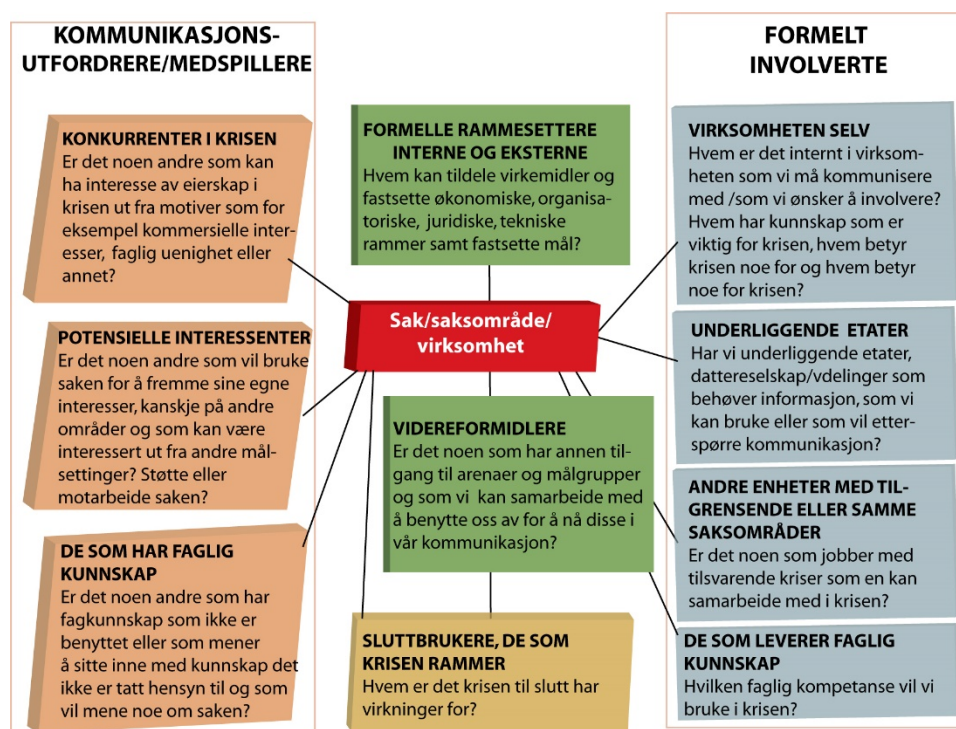 KOMMUNIKASJONS-
UTFORDRERE/MEDSPILLERE
KONKURRENTER I KRISEN
Er det noen andre som kan
ha interesse av eierskap i
krisen ut fra motiver som for
eksempel kommersielle inter-
esser, faglig uenighet eller
annet?
POTENSIELLE INTERESSENTER
Er det noen andre som vil bruke
saken for å fremme sine egne
interesser, kanskje på andre
områder og som kan være
interessert ut fra andre mål-
settinger? Støtte eller
motarbeide saken?
DE SOM HAR FAGLIG
KUNNSKAP
Er det noen andre som har
fagkunnskap som ikke er
benyttet eller som mener
å sitte inne med kunnskap det
ikke er tatt hensyn til og som
vil mene noe om saken?
FORMELLE RAMMESETTERE
INTERNE OG EKSTERNE
Hvem kan tildele virkemidler og
fastsette økonomiske, organisa-
toriske, juridiske, tekniske
rammer samt fastsette mål?
Sak/saksområde/
virksomhet
VIDEREFORMIDLERE
Er det noen som har annen til-
gang til arenaer og målgrupper
og som vi kan samarbeide med
å benytte oss av for å nå disse i
vår kommunikasjon?
SLUTTBRUKERE, DE SOM
KRISEN RAMMER
Hvem er det krisen til slutt har
virkninger for?
FORMELT
INVOLVERTE
VIRKSOMHETEN SELV
Hvem er det internt i virksom-
heten som vi må kommunisere
med /som vi ønsker å involvere?
Hvem har kunnskap som er
viktig for krisen, hvem betyr
krisen noe for og hvem betyr
noe for krisen?
UNDERLIGGENDE ETATER
Har vi underliggende etater,
dattereselskap/vdelinger som
behøver informasjon, som vi
kan bruke eller som vil etter-
spørre kommunikasjon?
ANDRE ENHETER MED TIL-
GRENSENDE ELLER SAMME
SAKSOMRÅDER
Er det noen som jobber med
tilsvarende kriser som en kan
samarbeide med i krisen?
DE SOM LEVERER FAGLIG
KUNNSKAP
Hvilken faglig kompetanse vil vi
bruke i krisen?